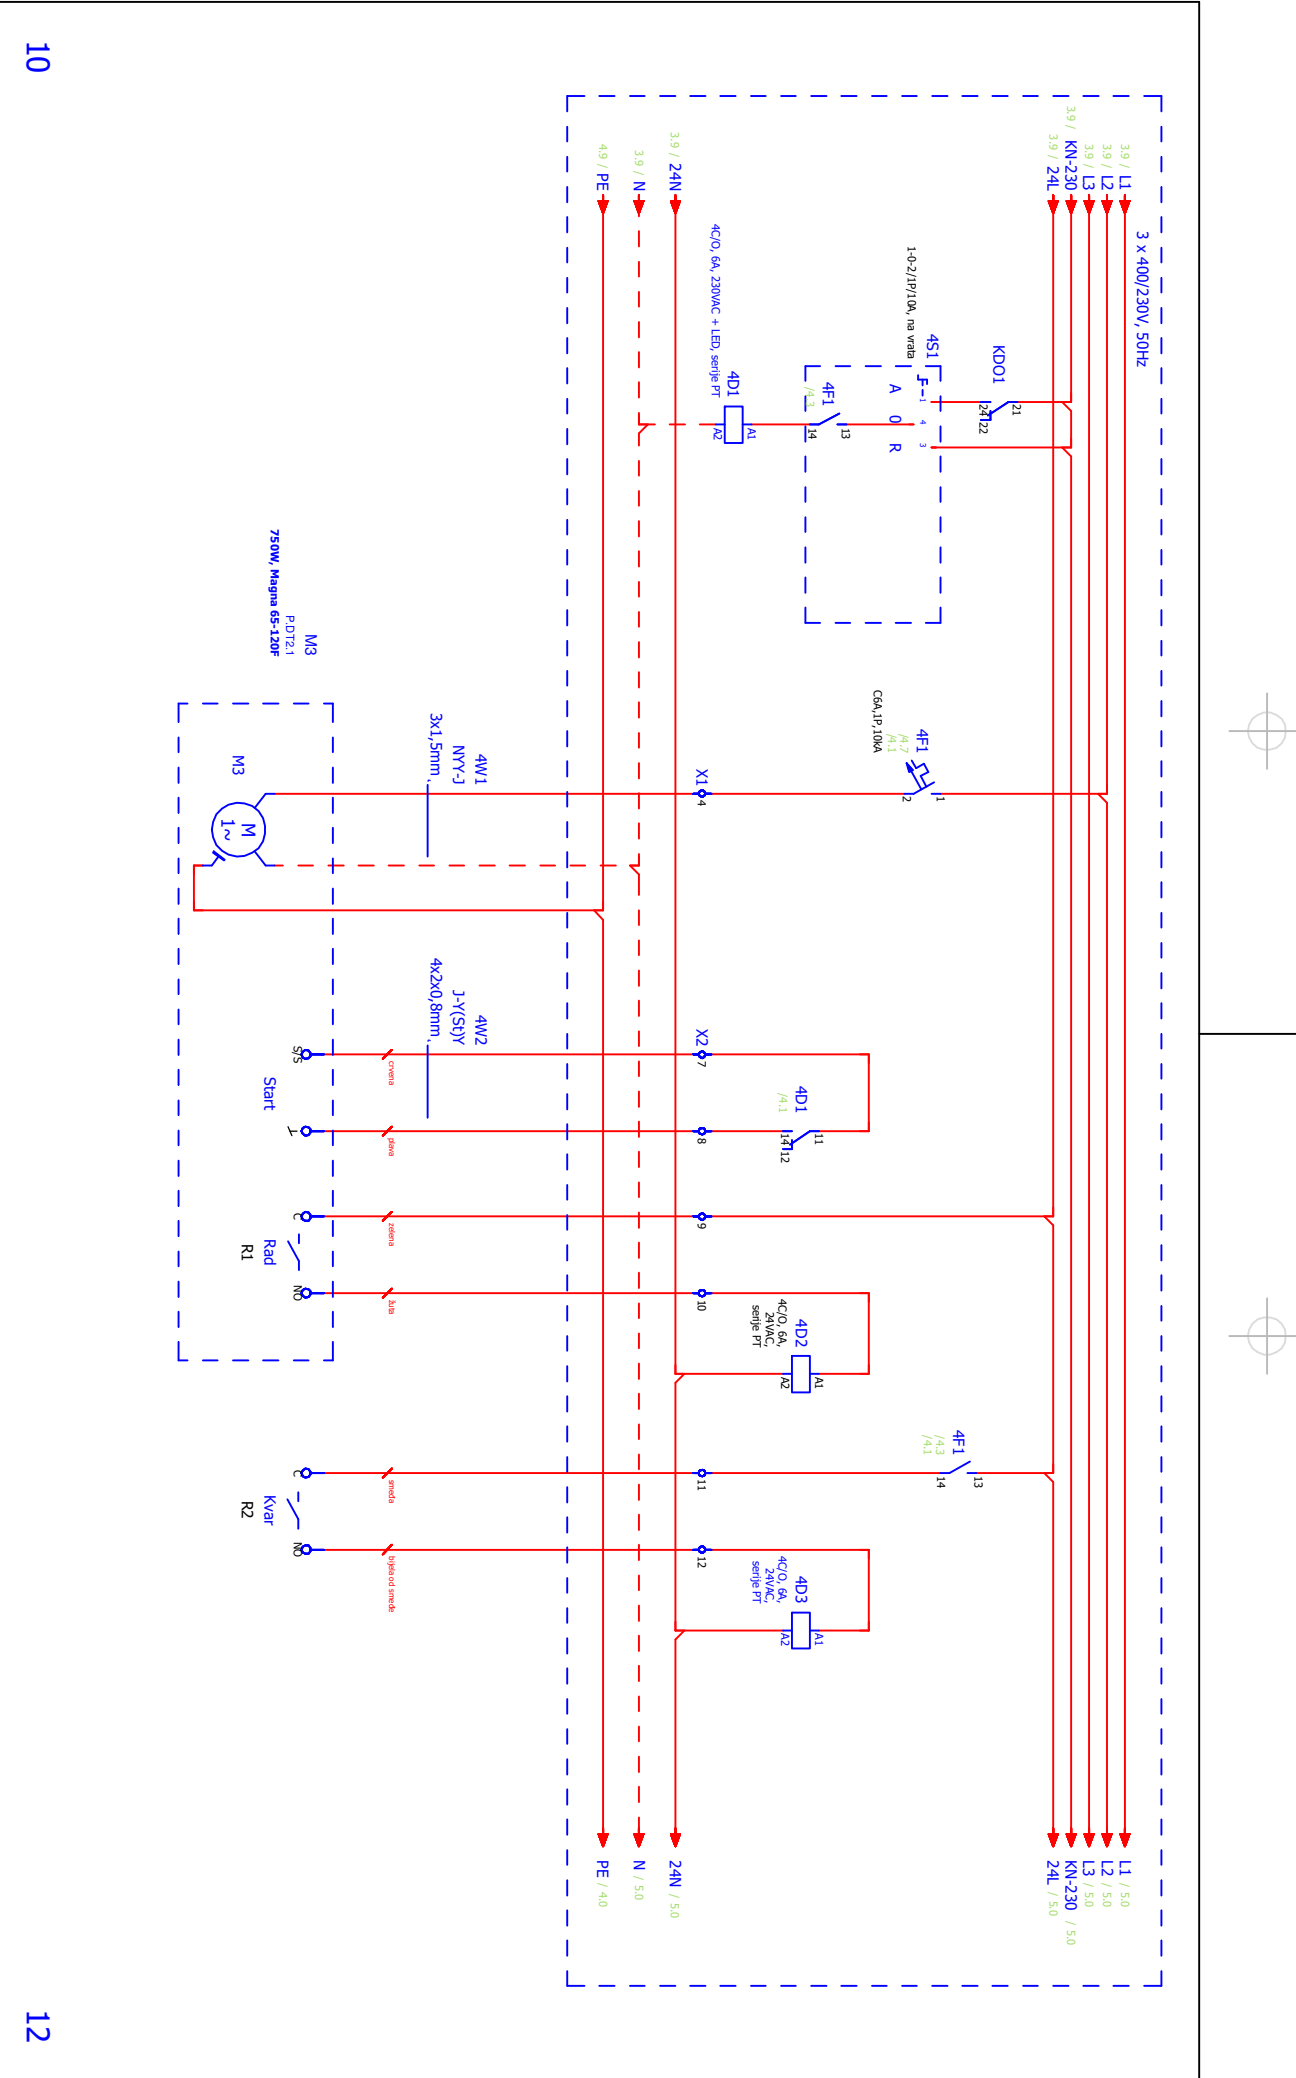 3 x 400/230V, 50Hz
3.9 / L1
3.9 / L2
3.9 / L3
3.9 / KN-230
3.9 / 24L
L1 / 5.0
L2 / 5.0
L3 / 5.0
KN-230 / 5.0
24L / 5.0
KDO1
21
22
24
4S1
1-0-2/1P/10A, na vrata
1
4
3
A 0 R
4F1
/4.3
13
14
4D1
4C/O, 6A, 230VAC + LED, serije PT
A1
A2
4F1
/4.7
/4.1
C6A,1P,10kA
1
2
4D1
/4.1
11
12
14
4D2
4C/O, 6A,
24VAC,
serije PT
A1
A2
4F1
/4.3
/4.1
13
14
4D3
4C/O, 6A,
24VAC,
serije PT
A1
A2
X1
4
X2
7
8
9
10
11
12
3.9 / 24N
3.9 / N
4.9 / PE
24N / 5.0
N / 5.0
PE / 4.0
4W1
NYY-J
3x1,5mm
4W2
J-Y(St)Y
4x2x0,8mm
crvena
plava
zelena
žuta
smeđa
bijela od smeđe
M3
P.DT2.1
750W, Magna 65-120F
M3
M
1~
S/S
Start
C
NO
Rad
R1
C
NO
Kvar
R2
10
12